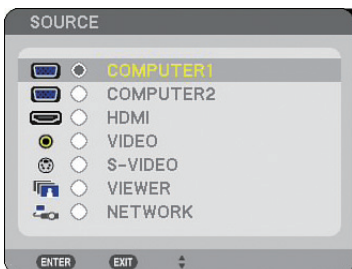 SOURCE
COMPUTER1
COMPUTER2
HDMI
VIDEO
S-VIDEO
VIEWER
NETWORK
ENTER EXIT